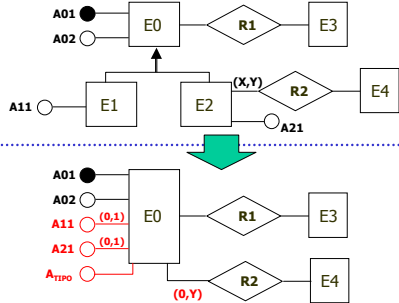 A01
E0
R1
E3
A02
(X,Y)
A11
E1
E2
R2
E4
A21
A01
A02
E0
A11
(0,1)
R1
E3
A21
(0,1)
A TIPO
R2
E4
(0,Y)